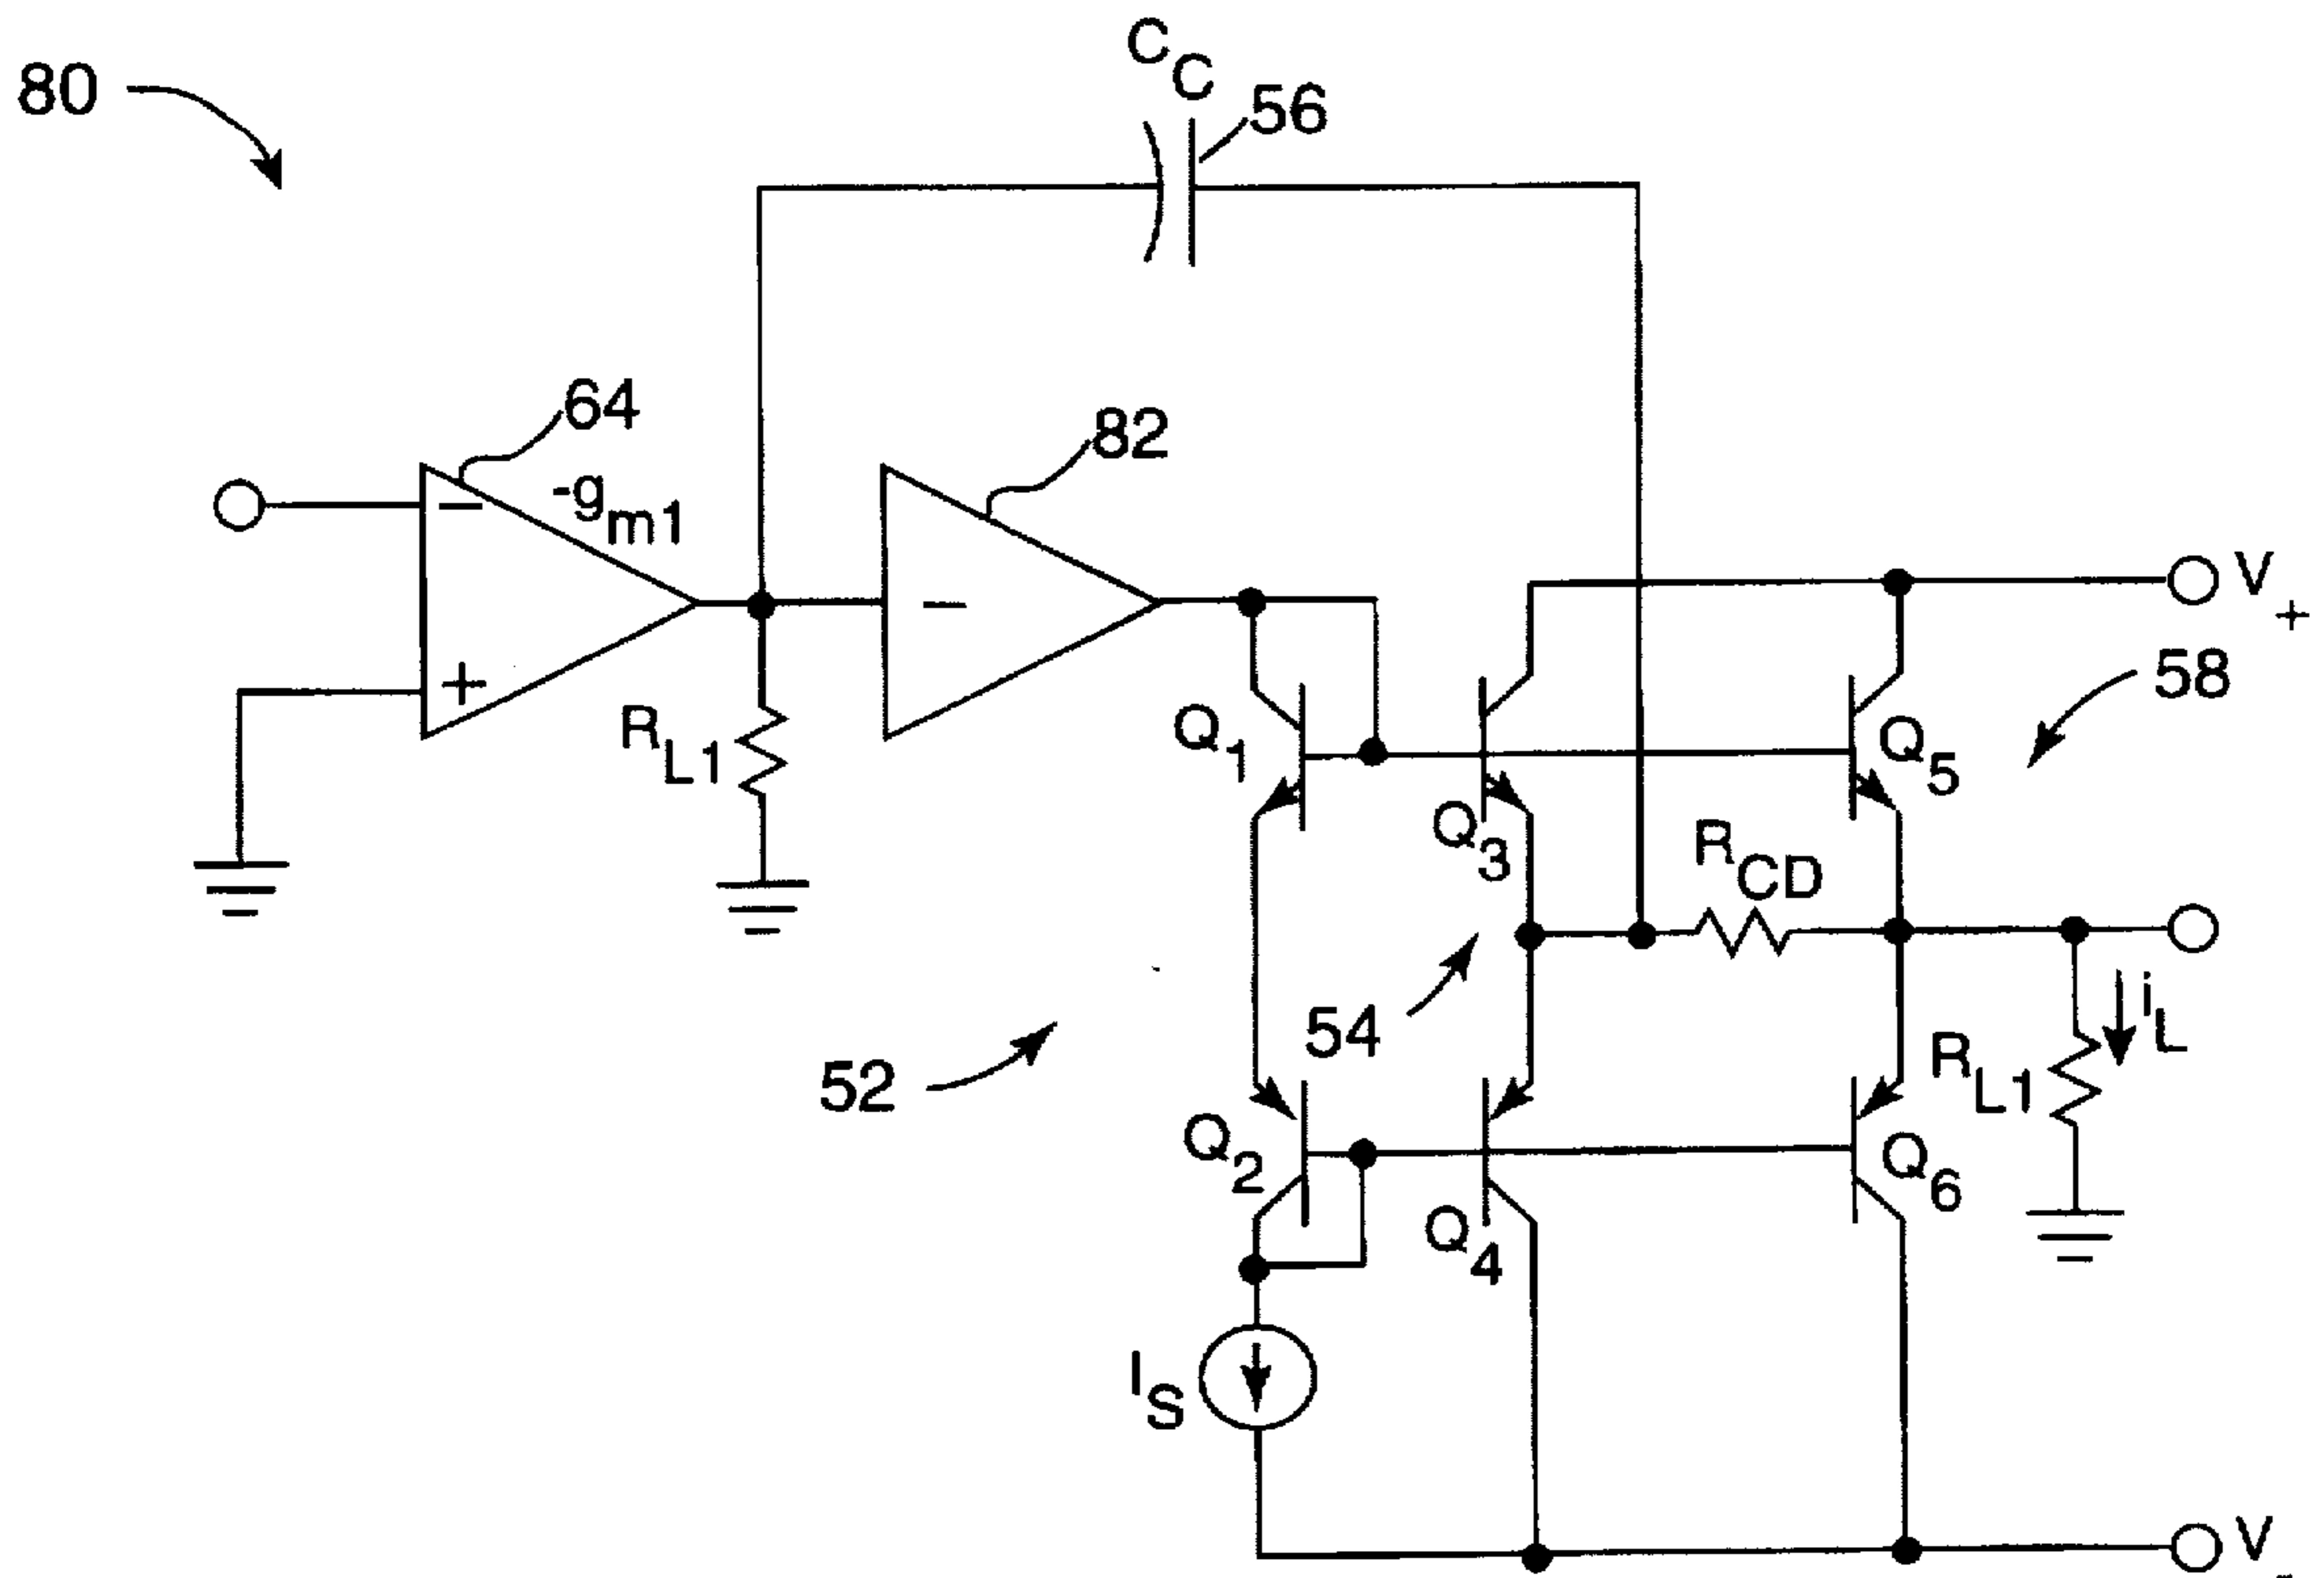 80
C_C
56
64
-g_m1
82
V_+
58
R_L1
Q_1
Q_3
Q_5
R_CD
54
i_L
52
R_L1
Q_2
Q_4
Q_6
I_S
V_-